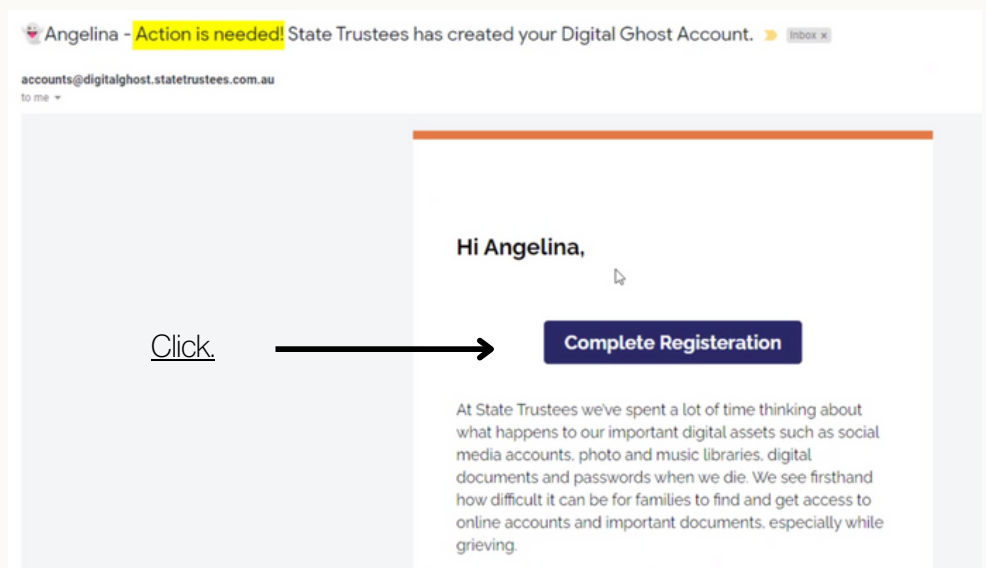 👻Angelina - Action is needed! State Trustees has created your Digital Ghost Account. Inbox x
accounts@digitalghost.statetrustees.com.au
to me
Hi Angelina,
Click.
Complete Registeration
At State Trustees we've spent a lot of time thinking about
what happens to our important digital assets such as social
media accounts, photo and music libraries, digital
documents and passwords when we die. We see firsthand
how difficult it can be for families to find and get access to
online accounts and important documents, especially while
grieving.